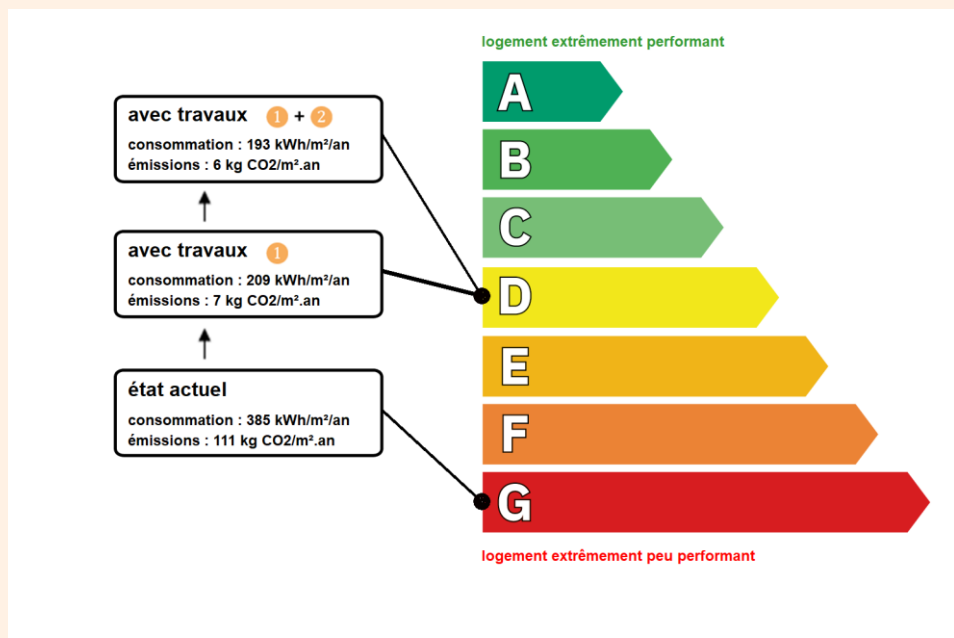 logement extrêmement performant
avec travaux 1 + 2
consommation : 193 kWh/m²/an
émissions : 6 kg CO2/m².an
avec travaux 1
consommation : 209 kWh/m²/an
émissions : 7 kg CO2/m².an
état actuel
consommation : 385 kWh/m²/an
émissions : 111 kg CO2/m².an
A
B
C
D
E
F
G
logement extrêmement peu performant